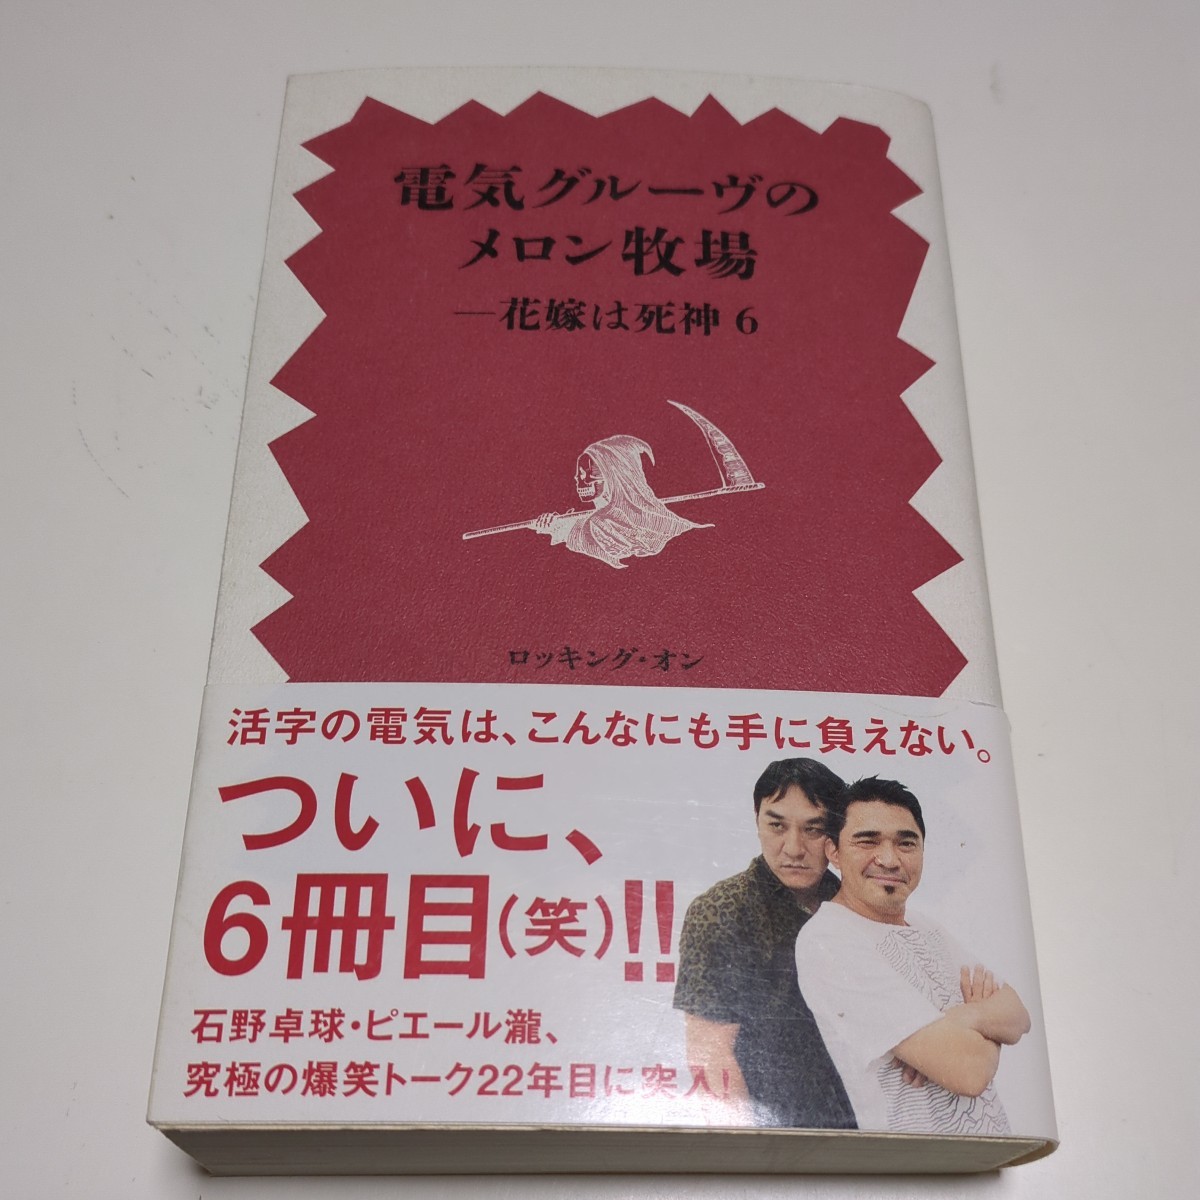 電気グルーヴの
メロン牧場
―花嫁は死神 6
ロッキング・オン
活字の電気は、こんなにも手に負えない。
ついに、
6冊目(笑)!!
石野卓球・ピエール瀧、
究極の爆笑トーク22年目に突入!